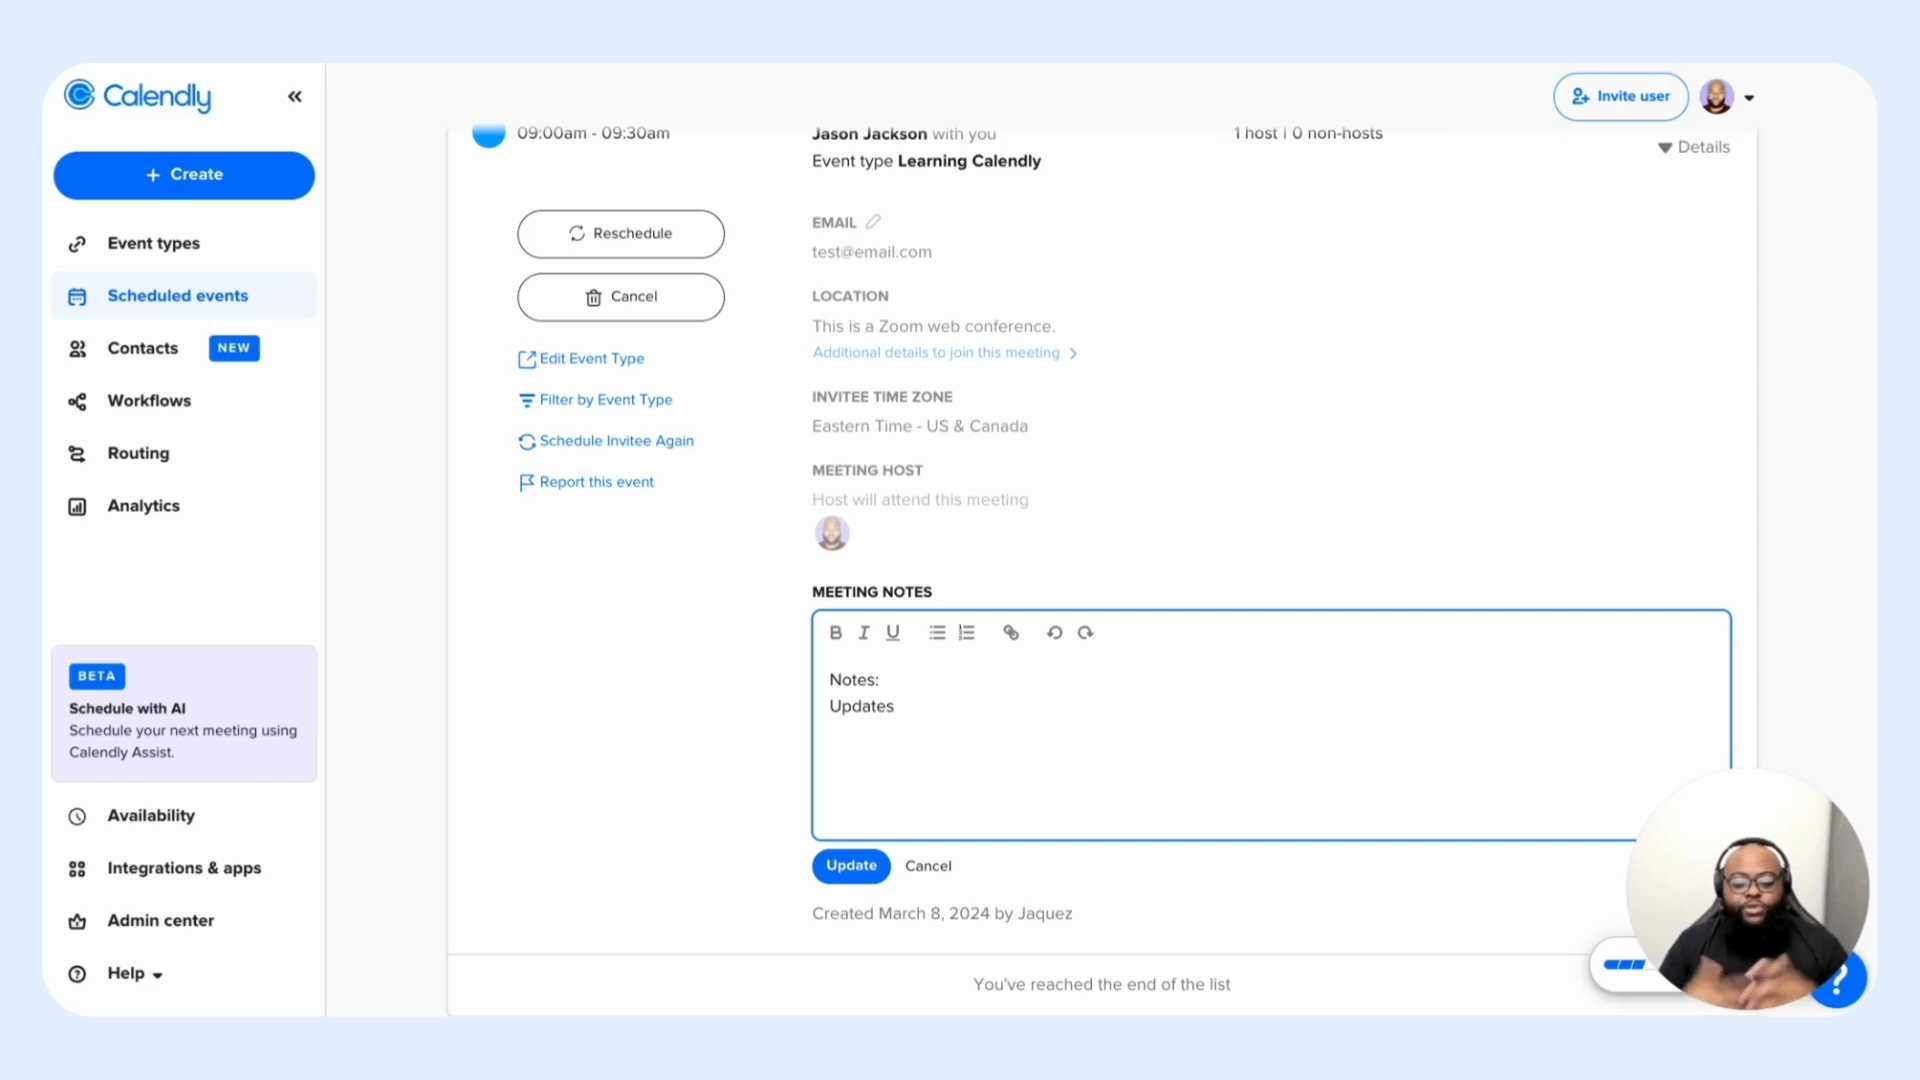 Calendly
Invite user
09:00am - 09:30am
Jason Jackson with you
1 host | 0 non-hosts
Details
Event type Learning Calendly
+ Create
Event types
Scheduled events
Contacts NEW
Workflows
Routing
Analytics
BETA
Schedule with AI
Schedule your next meeting using
Calendly Assist.
Availability
Integrations & apps
Admin center
Help
Reschedule
Cancel
Edit Event Type
Filter by Event Type
Schedule Invitee Again
Report this event
EMAIL
test@email.com
LOCATION
This is a Zoom web conference.
Additional details to join this meeting
INVITEE TIME ZONE
Eastern Time - US & Canada
MEETING HOST
Host will attend this meeting
MEETING NOTES
B I U
Notes:
Updates
Update Cancel
Created March 8, 2024 by Jaquez
You've reached the end of the list
?